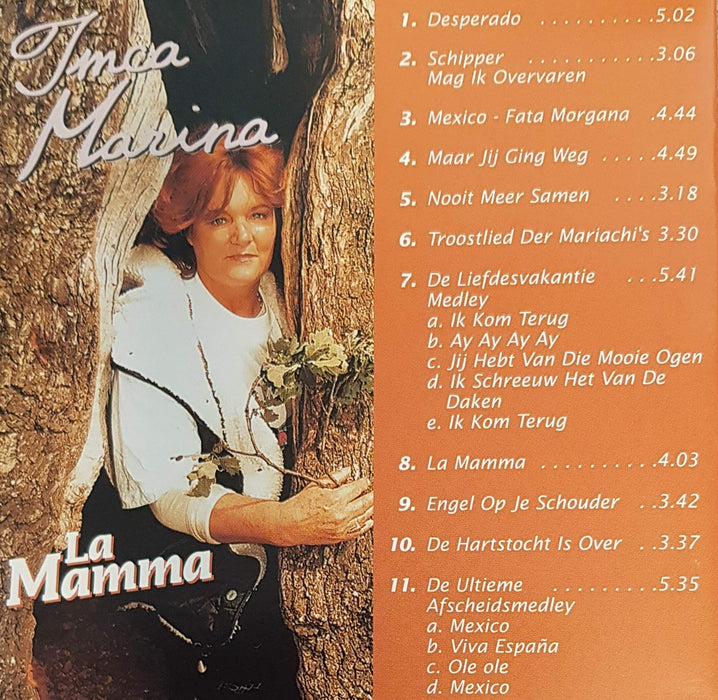 Imca
Marina
La
Mamma
1. Desperado ..........5.02
2. Schipper ...........3.06
Mag Ik Overvaren
3. Mexico - Fata Morgana .4.44
4. Maar Jij Ging Weg .....4.49
5. Nooit Meer Samen ....3.18
6. Troostlied Der Mariachi's 3.30
7. De Liefdesvakantie ...5.41
Medley
a. Ik Kom Terug
b. Ay Ay Ay Ay
c. Jij Hebt Van Die Mooie Ogen
d. Ik Schreeuw Het Van De
Daken
e. Ik Kom Terug
8. La Mamma ..........4.03
9. Engel Op Je Schouder ..3.42
10. De Hartstocht Is Over ..3.37
11. De Ultieme .........5.35
Afscheidsmedley
a. Mexico
b. Viva España
c. Ole ole
d. Mexico